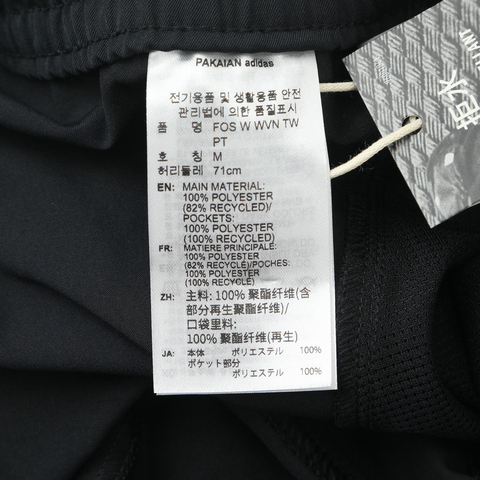 PAKAIAN adidas
전기용품 및 생활용품 안전
관리법에 의한 품질표시
품 명 FOS W WVN TW
PT
호 칭 M
허리둘레 71cm
EN: MAIN MATERIAL:
100% POLYESTER
(82% RECYCLED)/
POCKETS:
100% POLYESTER
(100% RECYCLED)
FR: MATIERE PRINCIPALE:
100% POLYESTER
(82% RECYCLÉ)/POCHES:
100% POLYESTER
(100% RECYCLÉ)
ZH: 主料: 100% 聚酯纤维(含
部分再生聚酯纤维)/
口袋里料:
100% 聚酯纤维(再生)
JA: 本体 ポリエステル 100%
ポケット部分
ポリエステル 100%
拒水